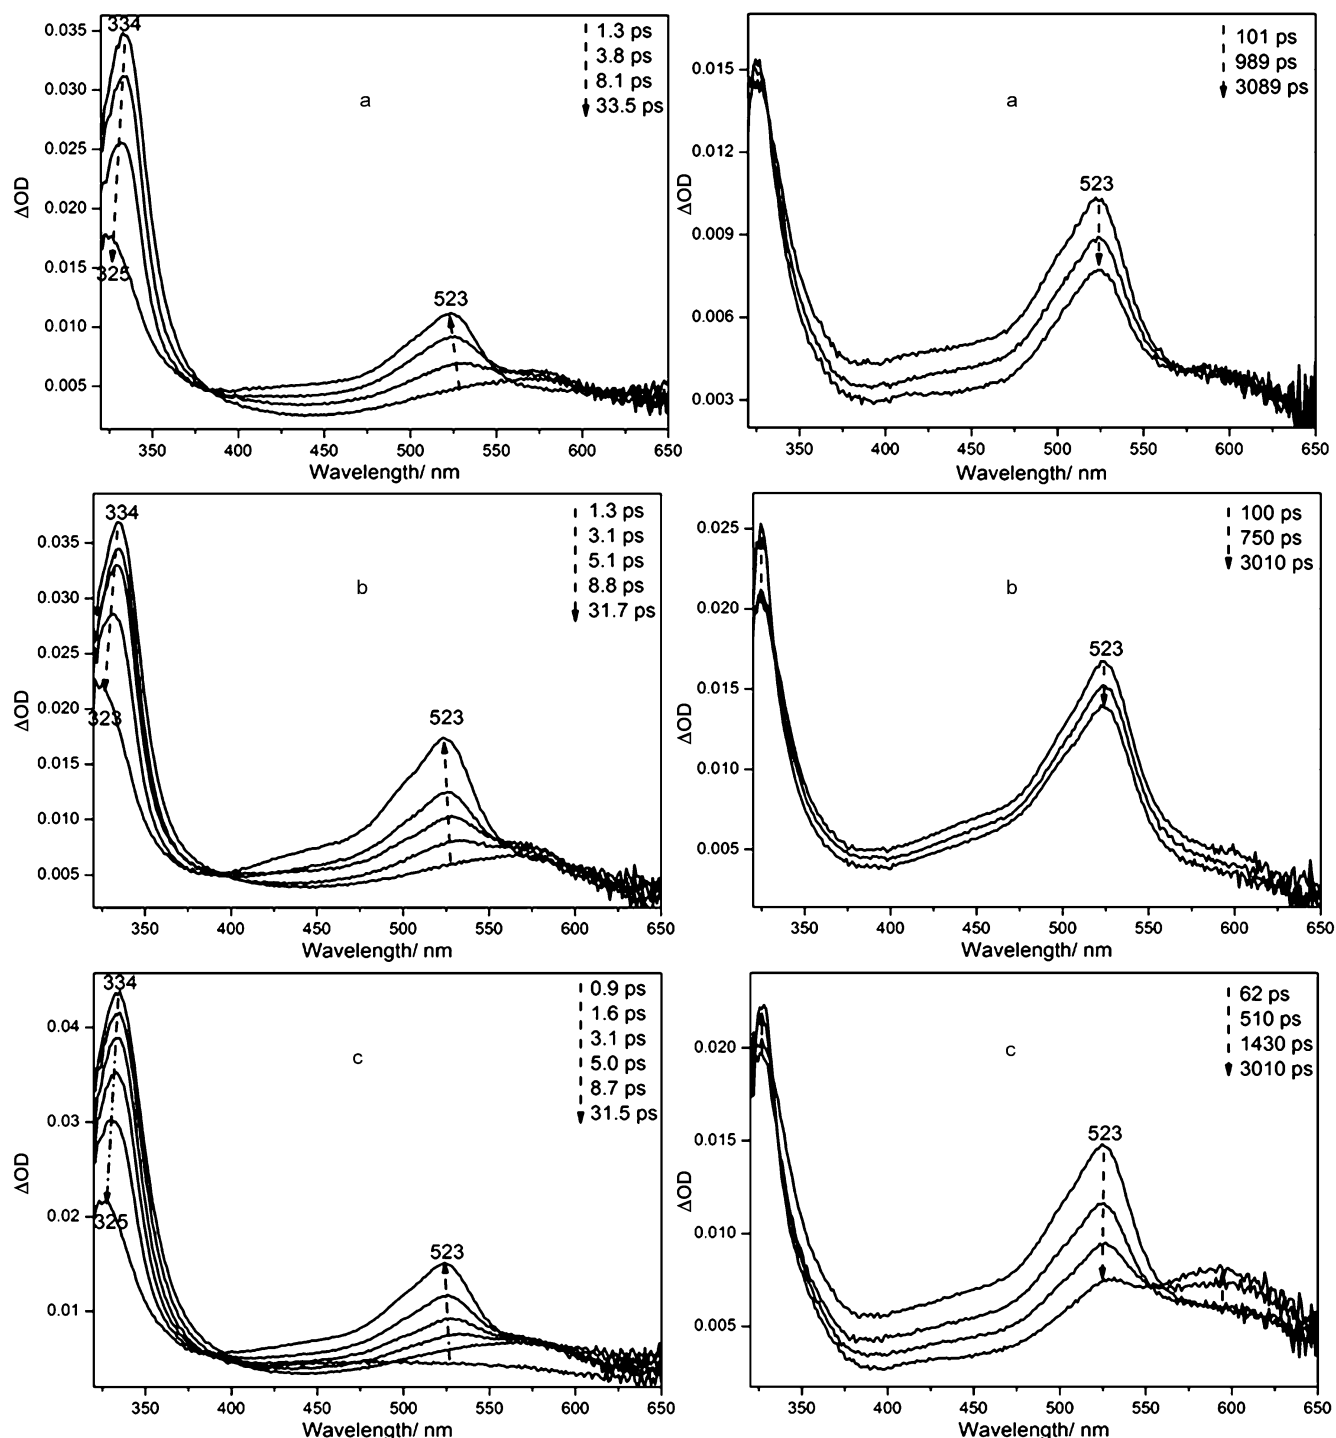 334
325
523
a
1.3 ps
3.8 ps
8.1 ps
33.5 ps
0.035
0.030
0.025
0.020
0.015
0.010
0.005
ΔOD
350 400 450 500 550 600 650
Wavelength/ nm
523
a
101 ps
989 ps
3089 ps
0.015
0.012
0.009
0.006
0.003
ΔOD
350 400 450 500 550 600 650
Wavelength/ nm
334
323
523
b
1.3 ps
3.1 ps
5.1 ps
8.8 ps
31.7 ps
0.035
0.030
0.025
0.020
0.015
0.010
0.005
ΔOD
350 400 450 500 550 600 650
Wavelength/ nm
523
b
100 ps
750 ps
3010 ps
0.025
0.020
0.015
0.010
0.005
ΔOD
350 400 450 500 550 600 650
Wavelength/ nm
334
325
523
c
0.9 ps
1.6 ps
3.1 ps
5.0 ps
8.7 ps
31.5 ps
0.04
0.03
0.02
0.01
ΔOD
350 400 450 500 550 600 650
Wavelength/ nm
523
c
62 ps
510 ps
1430 ps
3010 ps
0.020
0.015
0.010
0.005
ΔOD
350 400 450 500 550 600 650
Wavelength/ nm